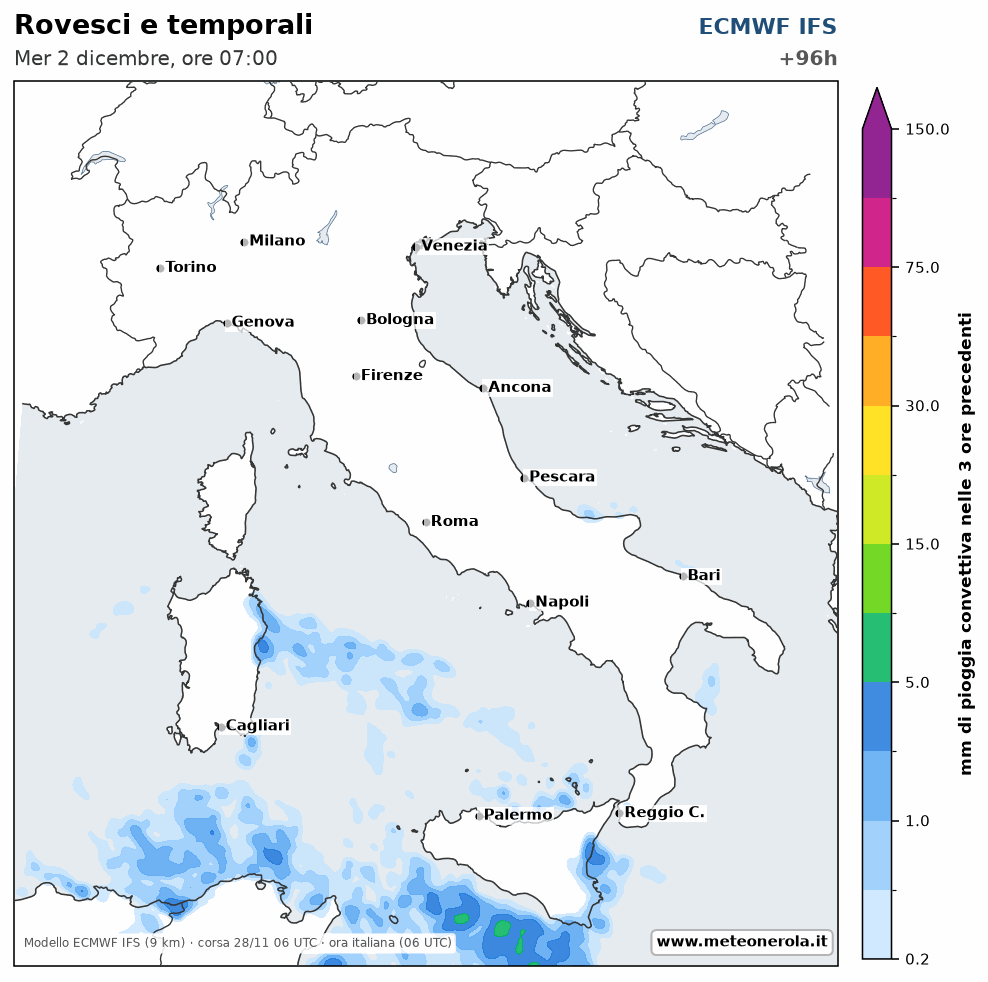 Rovesci e temporali
ECMWF IFS
Mer 2 dicembre, ore 07:00
+96h
150.0
75.0
30.0
15.0
5.0
1.0
0.2
mm di pioggia convettiva nelle 3 ore precedenti
Milano
Venezia
Torino
Genova
Bologna
Firenze
Ancona
Pescara
Roma
Bari
Napoli
Cagliari
Palermo
Reggio C.
Modello ECMWF IFS (9 km) · corsa 28/11 06 UTC · ora italiana (06 UTC)
www.meteonerola.it